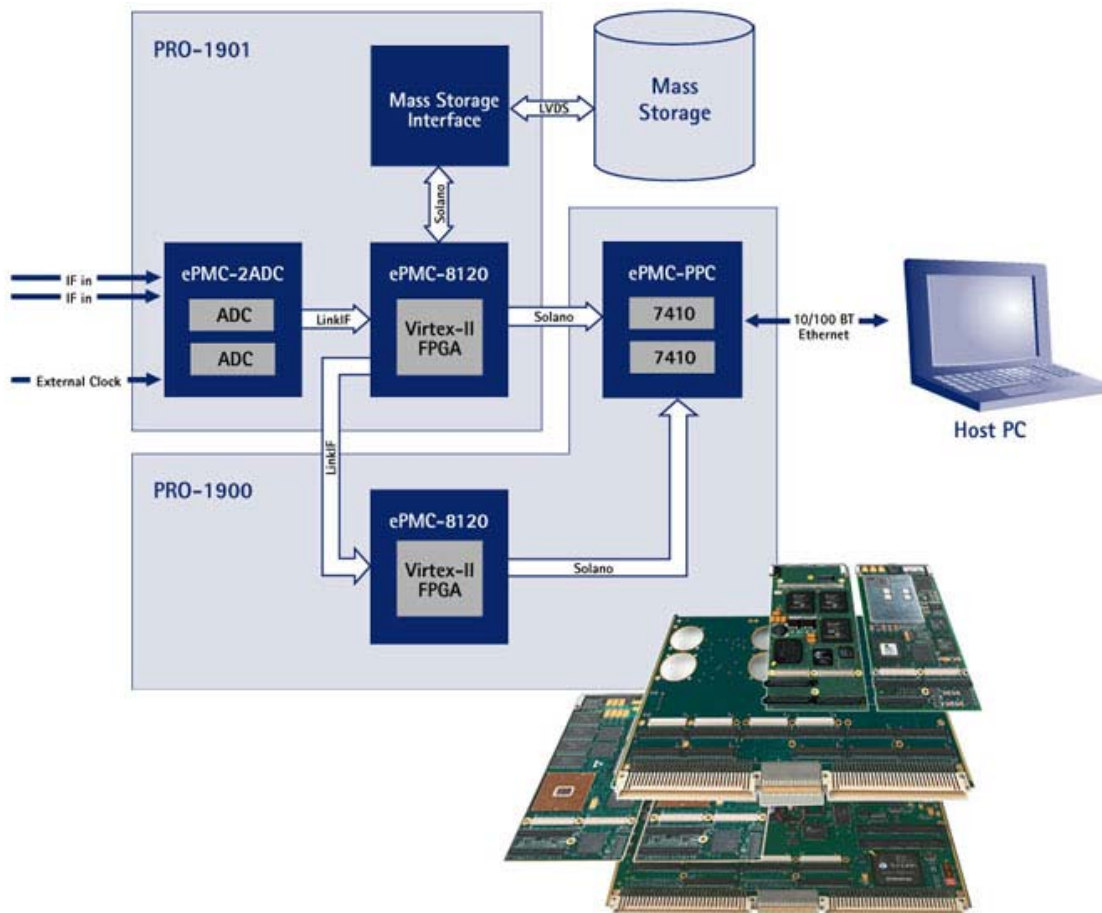 PRO-1901
Mass Storage
Interface
LVDS
Mass
Storage
Solano
IF in
IF in
External Clock
ePMC-2ADC
ADC
ADC
LinkIF
ePMC-8120
Virtex-II
FPGA
Solano
ePMC-PPC
7410
7410
10/100 BT
Ethernet
Host PC
LinkIF
PRO-1900
ePMC-8120
Virtex-II
FPGA
Solano